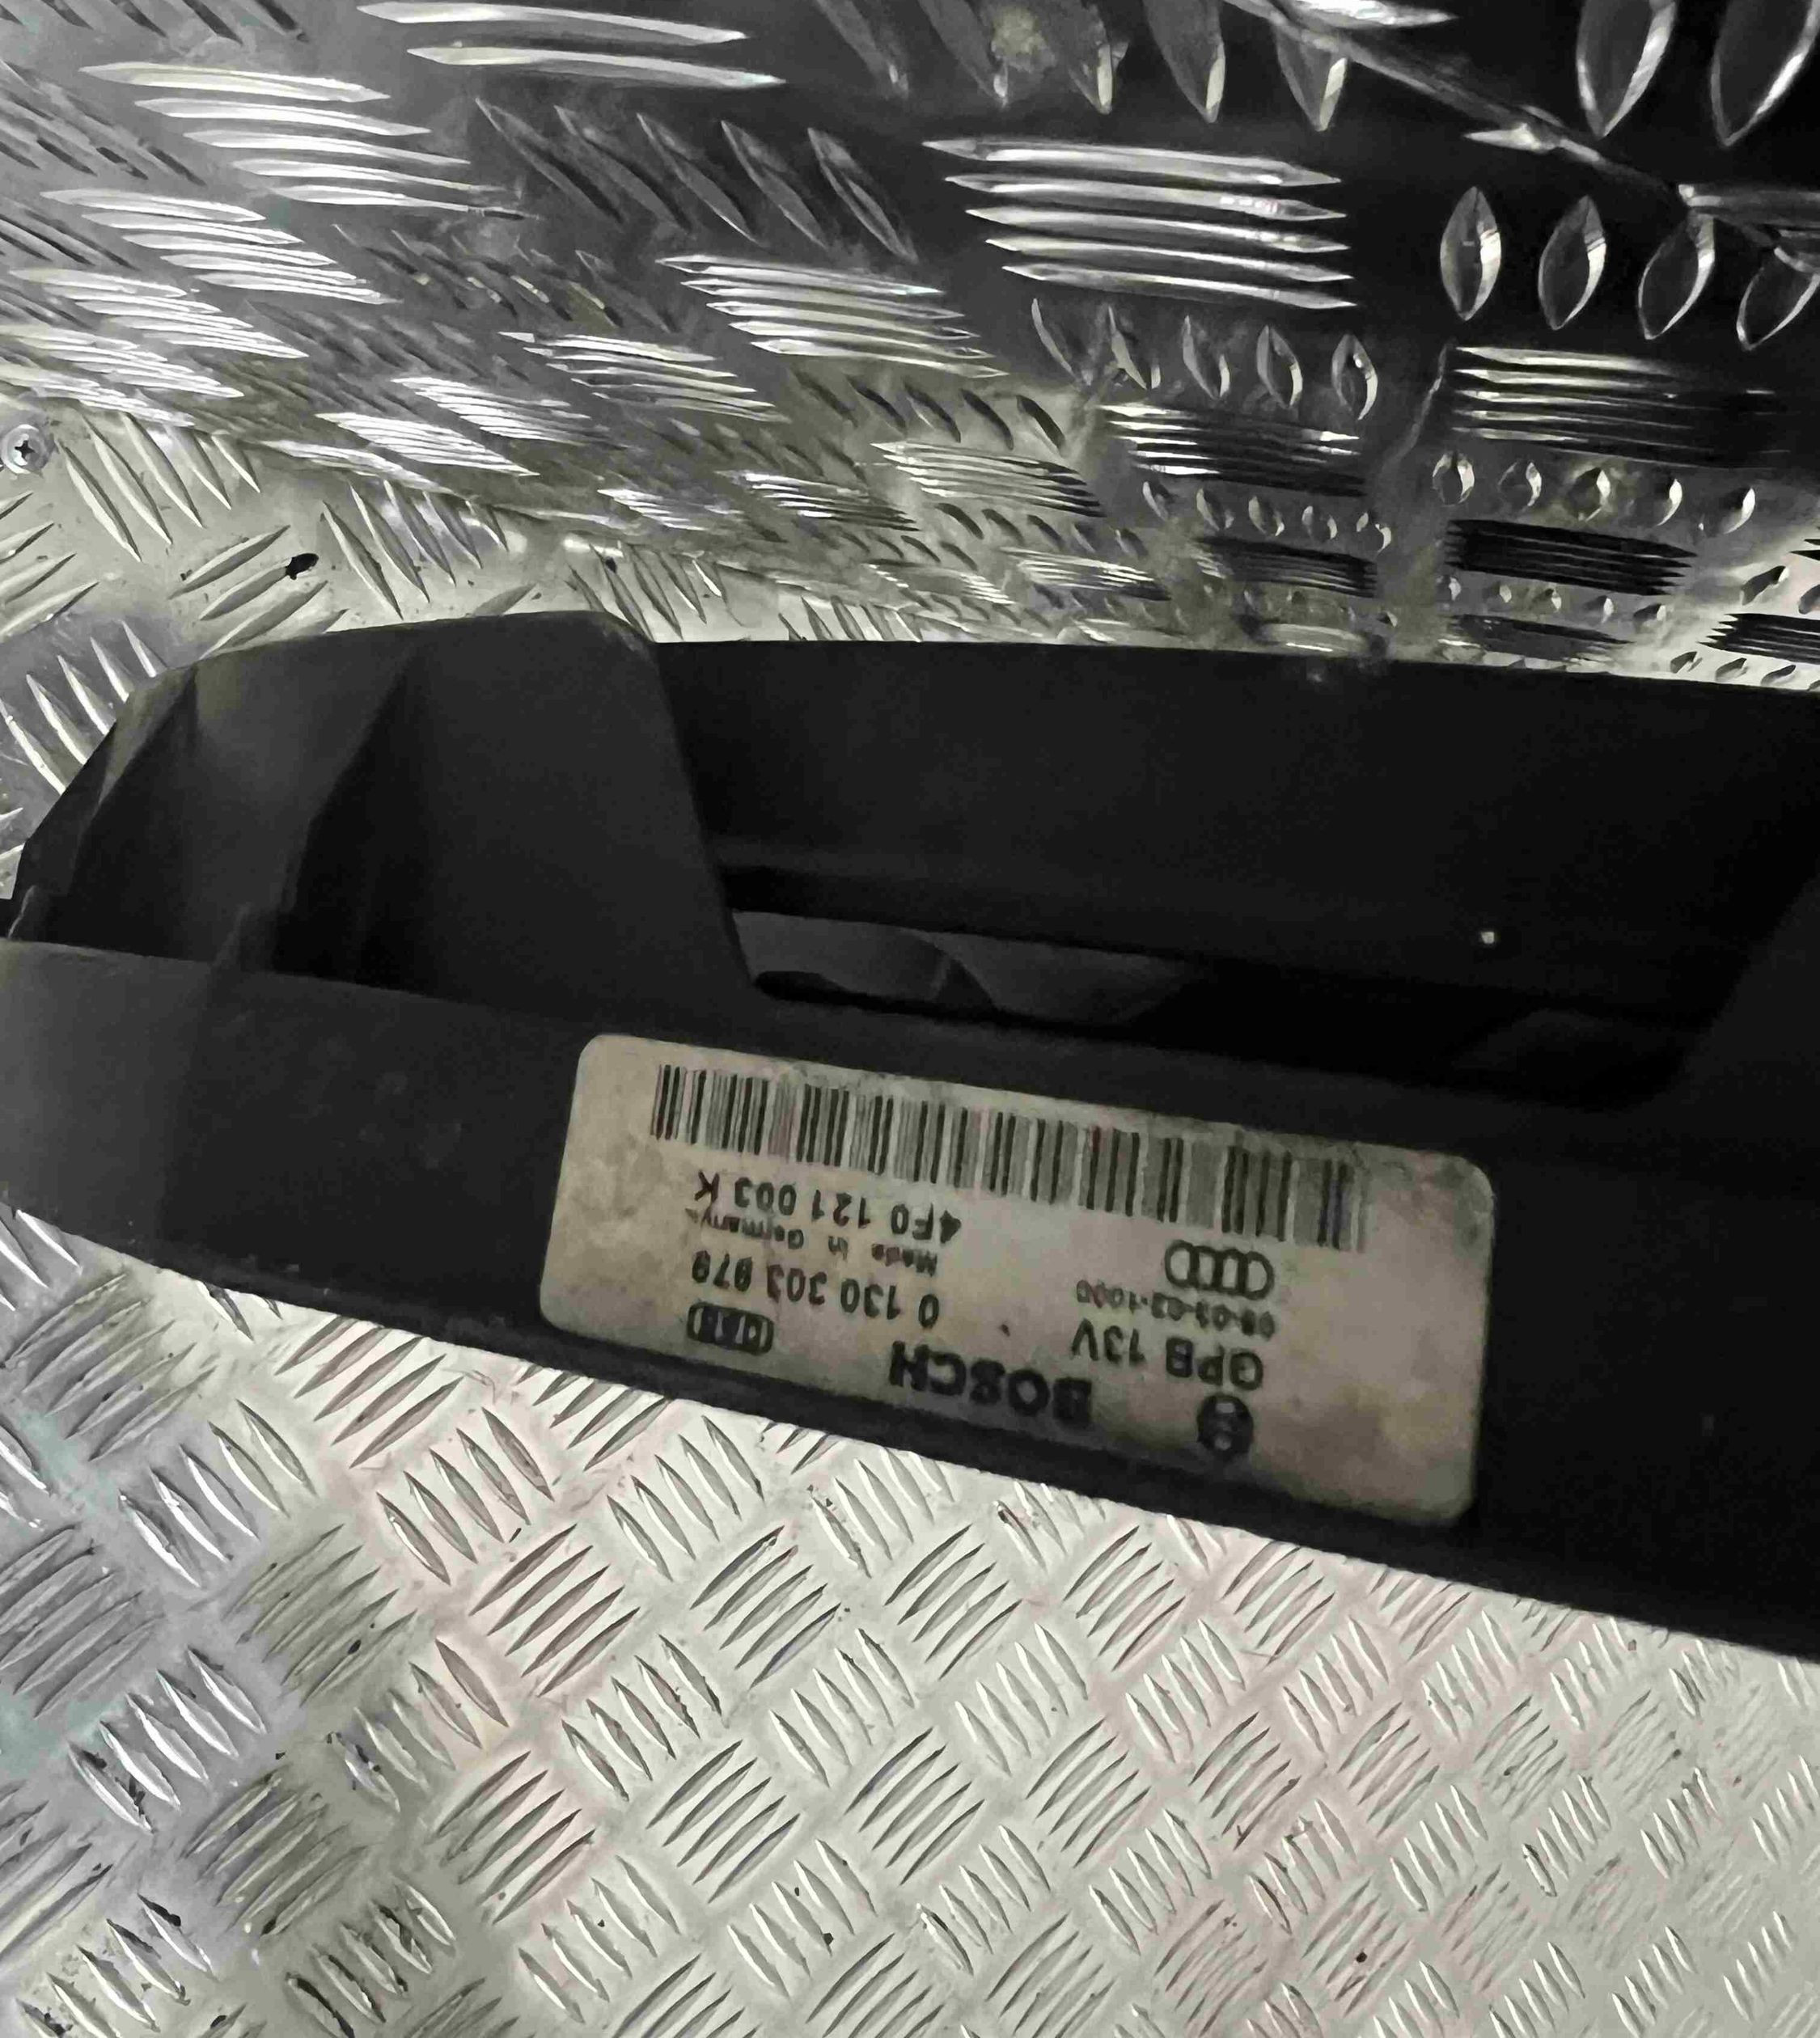 BOSCH
GPB 13V
0 130 303 979
Made in Germany
4F0 121 003 K